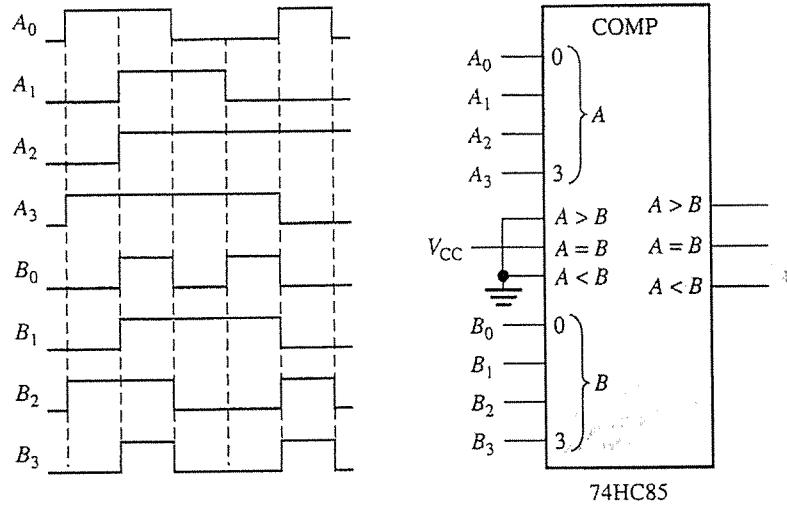 A₀
A₁
A₂
A₃
B₀
B₁
B₂
B₃
COMP
A₀ 0
A₁
A₂
A₃ 3
A
A > B
V_CC A = B
A < B
A > B
A = B
A < B
B₀ 0
B₁
B₂
B₃ 3
B
74HC85